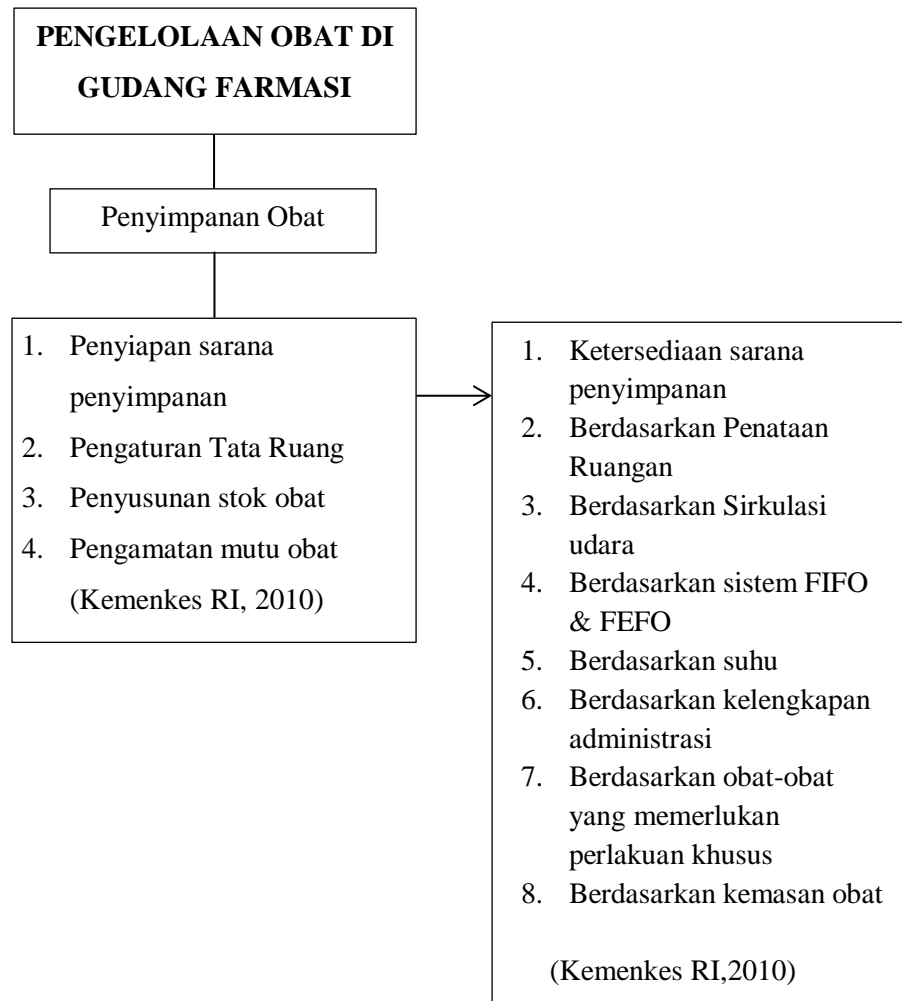 PENGELOLAAN OBAT DI
GUDANG FARMASI
Penyimpanan Obat
1. Penyiapan sarana
penyimpanan
2. Pengaturan Tata Ruang
3. Penyusunan stok obat
4. Pengamatan mutu obat
(Kemenkes RI, 2010)
1. Ketersediaan sarana
penyimpanan
2. Berdasarkan Penataan
Ruangan
3. Berdasarkan Sirkulasi
udara
4. Berdasarkan sistem FIFO
& FEFO
5. Berdasarkan suhu
6. Berdasarkan kelengkapan
administrasi
7. Berdasarkan obat-obat
yang memerlukan
perlakuan khusus
8. Berdasarkan kemasan obat
(Kemenkes RI,2010)